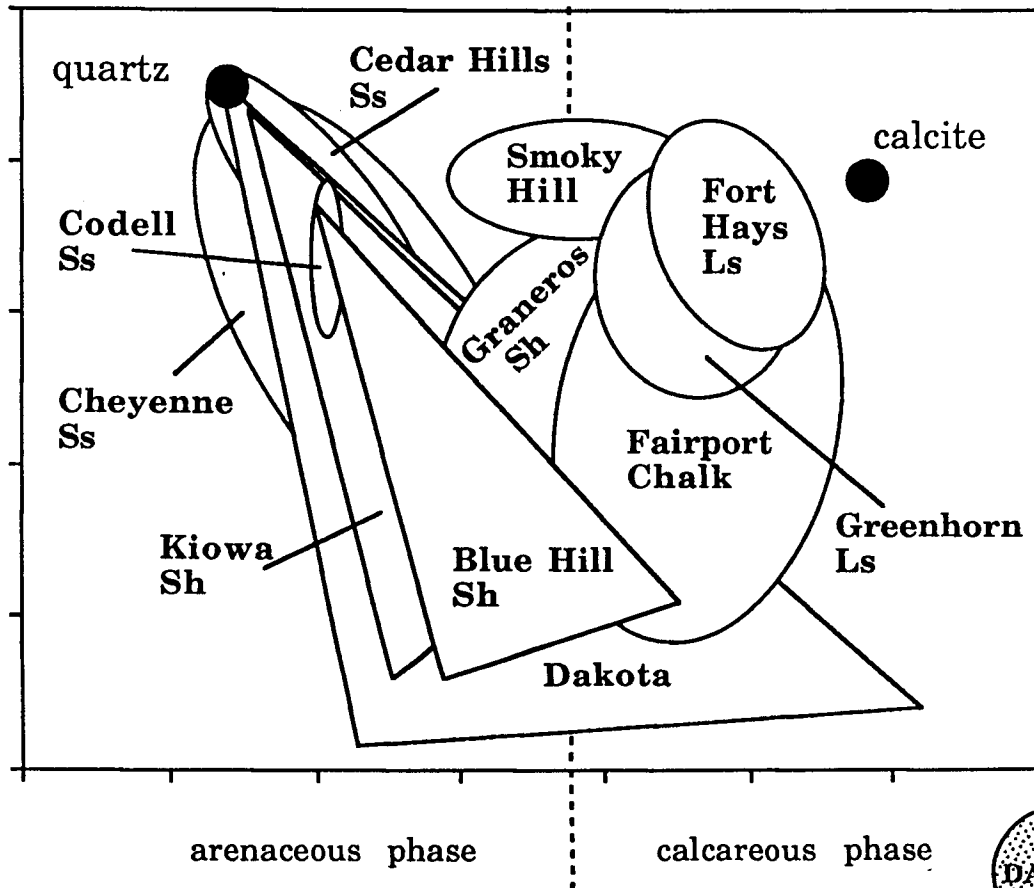 quartz
Cedar Hills
Ss
calcite
Smoky
Hill
Fort
Hays
Ls
Codell
Ss
Graneros
Sh
Cheyenne
Ss
Fairport
Chalk
Greenhorn
Ls
Kiowa
Sh
Blue Hill
Sh
Dakota
arenaceous phase
calcareous phase